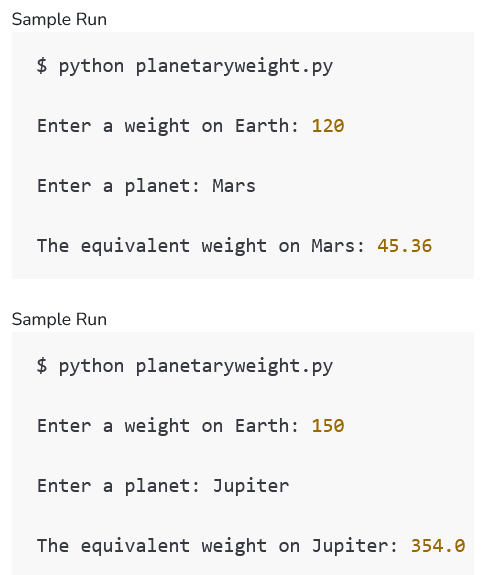 Sample Run
$ python planetaryweight.py
Enter a weight on Earth: 120
Enter a planet: Mars
The equivalent weight on Mars: 45.36
Sample Run
$ python planetaryweight.py
Enter a weight on Earth: 150
Enter a planet: Jupiter
The equivalent weight on Jupiter: 354.0